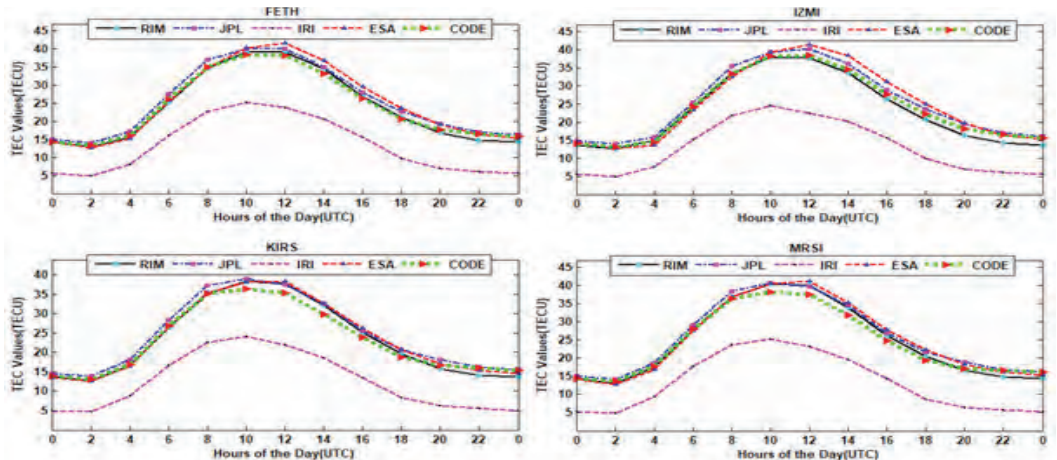 FETH
RIM JPL IRI ESA CODE
45
40
35
30
25
20
15
10
5
TEC Values(TECU)
0 2 4 6 8 10 12 14 16 18 20 22 0
Hours of the Day(UTC)
IZMI
RIM JPL IRI ESA CODE
45
40
35
30
25
20
15
10
5
TEC Values(TECU)
0 2 4 6 8 10 12 14 16 18 20 22 0
Hours of the Day(UTC)
KIRS
RIM JPL IRI ESA CODE
40
35
30
25
20
15
10
5
TEC Values(TECU)
0 2 4 6 8 10 12 14 16 18 20 22 0
Hours of the Day(UTC)
MRSI
RIM JPL IRI ESA CODE
45
40
35
30
25
20
15
10
5
TEC Values(TECU)
0 2 4 6 8 10 12 14 16 18 20 22 0
Hours of the Day(UTC)